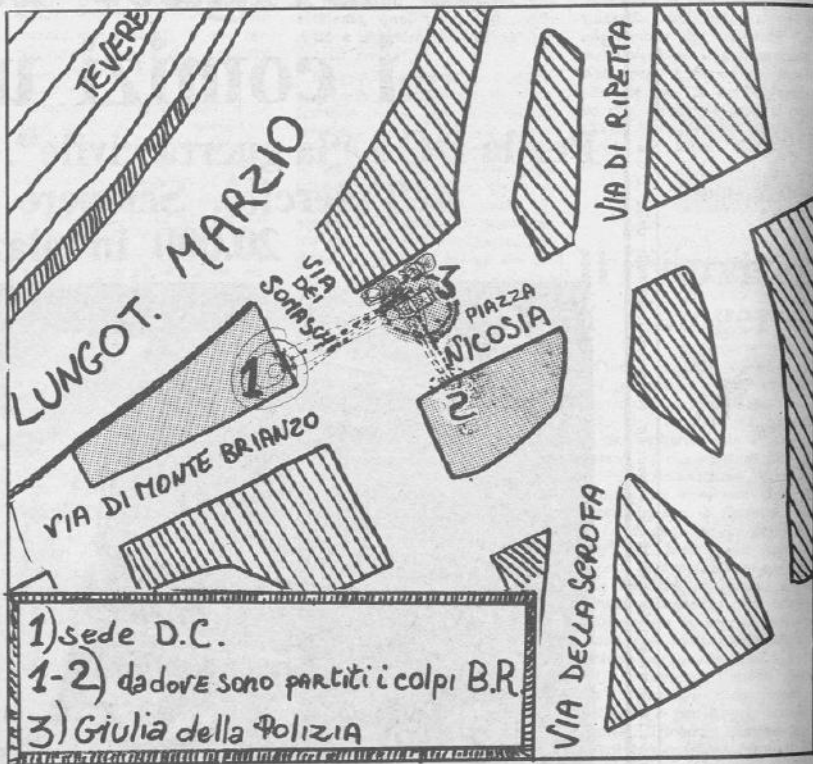 TEVERE
LUNGOT. MARZIO
VIA DI RIPETTA
VIA
DEI
SOMASCHI
3
PIAZZA
NICOSIA
1
2
VIA DI MONTE BRIANZO
VIA DELLA SCROFA
1) sede D.C.
1-2) da dove sono partiti i colpi B.R.
3) Giulia della Polizia